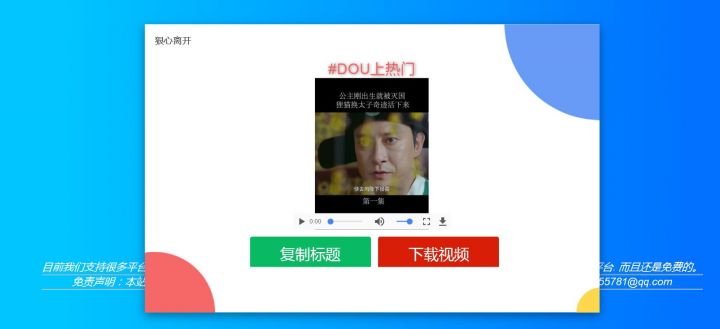 狠心离开
#DOU上热门
公主刚出生就被灭国
狸猫换太子奇迹活下来
第一集
0:00
复制标题
下载视频
目前我们支持很多平台
平台. 而且还是免费的。
免责声明：本站
55781@qq.com